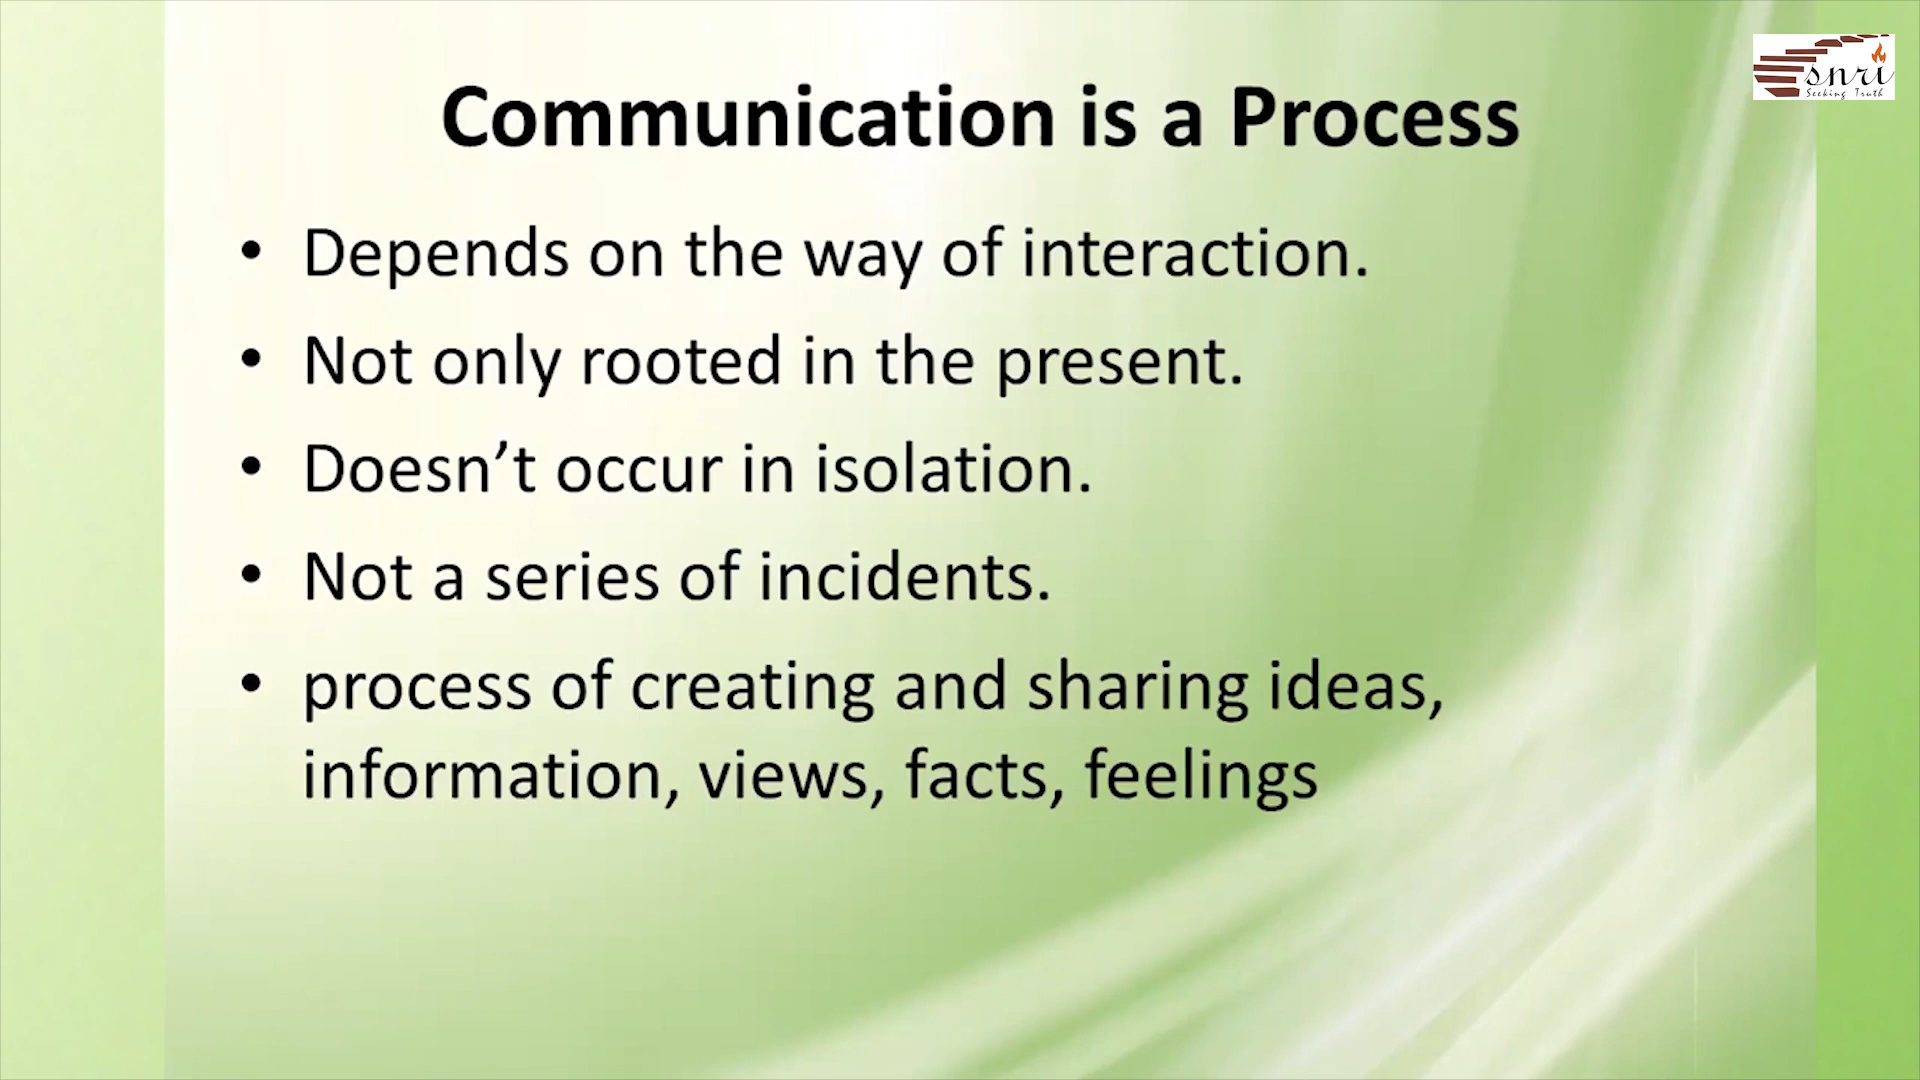 Communication is a Process
snri
Seeking Truth
• Depends on the way of interaction.
• Not only rooted in the present.
• Doesn’t occur in isolation.
• Not a series of incidents.
• process of creating and sharing ideas,
information, views, facts, feelings